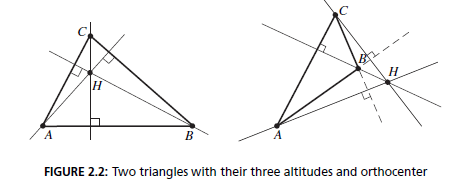 C
C
B
H
H
A
B
A
FIGURE 2.2: Two triangles with their three altitudes and orthocenter